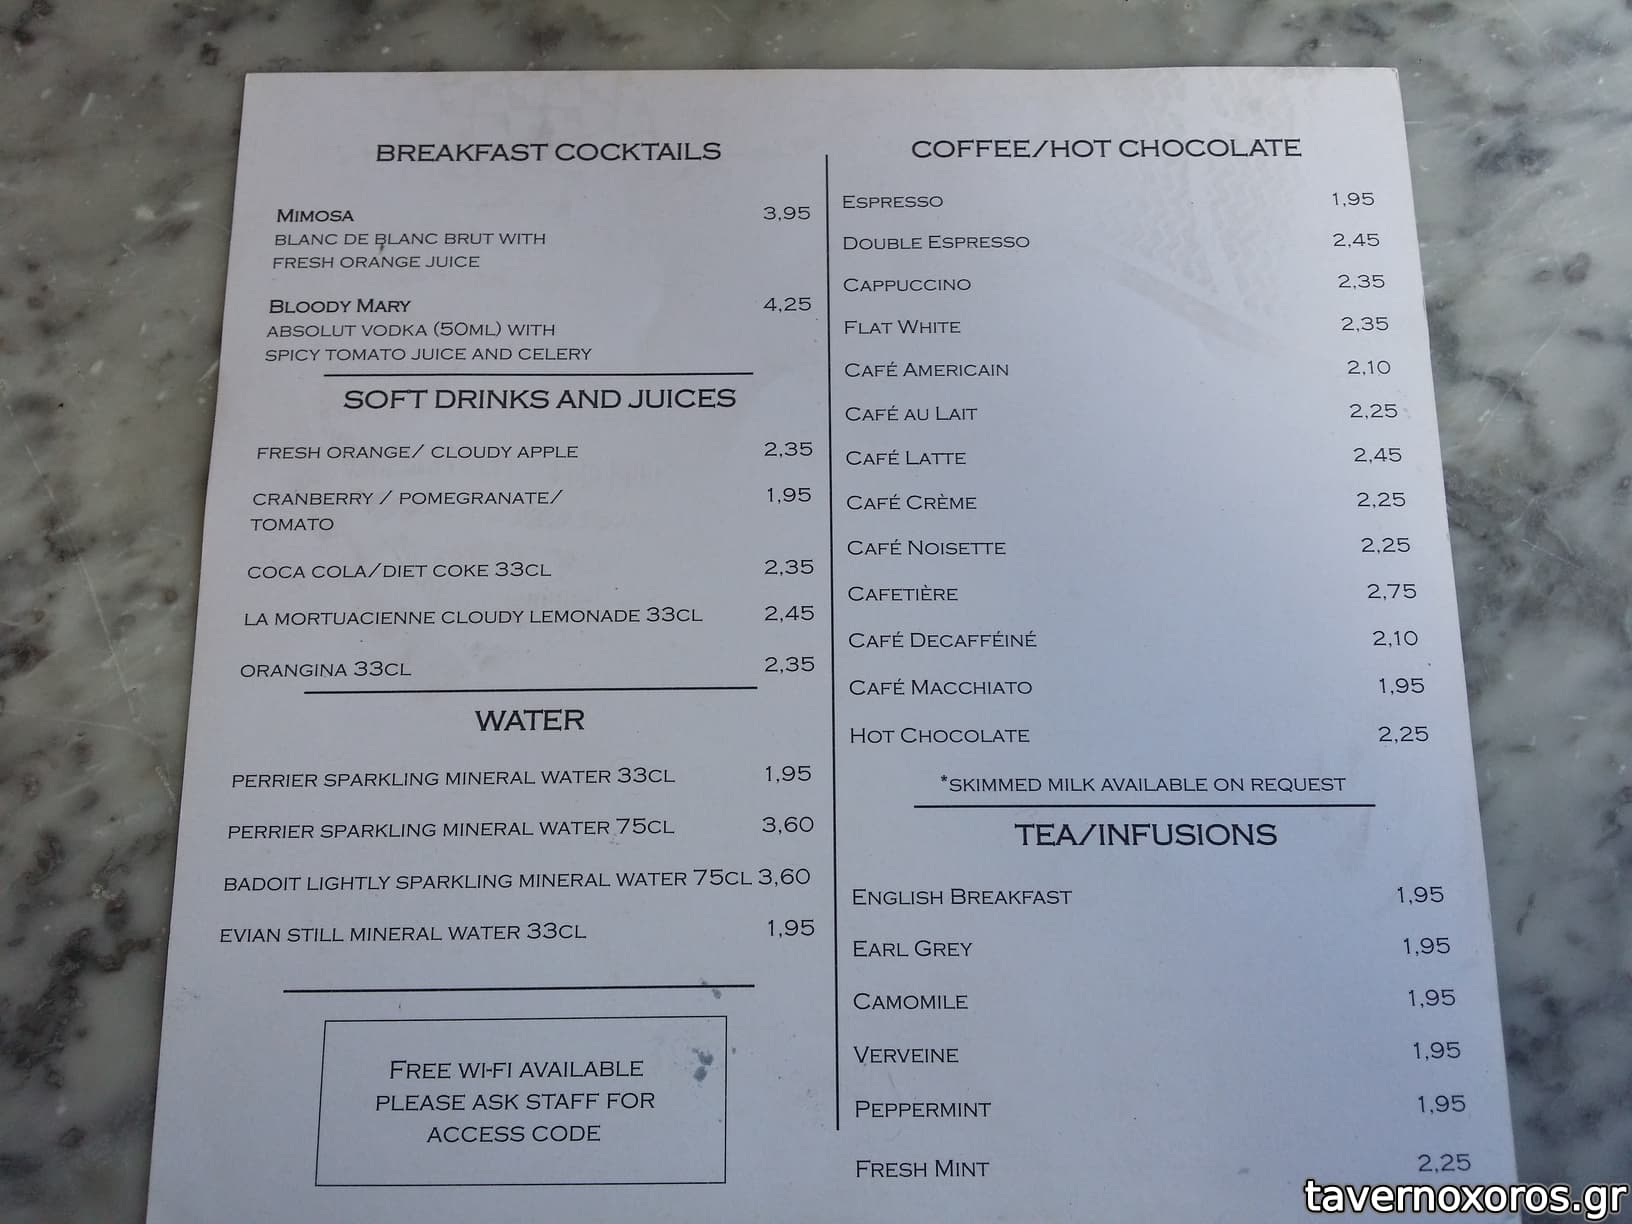 BREAKFAST COCKTAILS
MIMOSA 3,95
BLANC DE BLANC BRUT WITH
FRESH ORANGE JUICE
BLOODY MARY 4,25
ABSOLUT VODKA (50ML) WITH
SPICY TOMATO JUICE AND CELERY
SOFT DRINKS AND JUICES
FRESH ORANGE/ CLOUDY APPLE 2,35
CRANBERRY / POMEGRANATE/ 1,95
TOMATO
COCA COLA/DIET COKE 33CL 2,35
LA MORTUACIENNE CLOUDY LEMONADE 33CL 2,45
ORANGINA 33CL 2,35
WATER
PERRIER SPARKLING MINERAL WATER 33CL 1,95
PERRIER SPARKLING MINERAL WATER 75CL 3,60
BADOIT LIGHTLY SPARKLING MINERAL WATER 75CL 3,60
EVIAN STILL MINERAL WATER 33CL 1,95
FREE WI-FI AVAILABLE
PLEASE ASK STAFF FOR
ACCESS CODE
COFFEE/HOT CHOCOLATE
ESPRESSO 1,95
DOUBLE ESPRESSO 2,45
CAPPUCCINO 2,35
FLAT WHITE 2,35
CAFÉ AMERICAIN 2,10
CAFÉ AU LAIT 2,25
CAFÉ LATTE 2,45
CAFÉ CRÈME 2,25
CAFÉ NOISETTE 2,25
CAFETIÈRE 2,75
CAFÉ DECAFFÉINÉ 2,10
CAFÉ MACCHIATO 1,95
HOT CHOCOLATE 2,25
*SKIMMED MILK AVAILABLE ON REQUEST
TEA/INFUSIONS
ENGLISH BREAKFAST 1,95
EARL GREY 1,95
CAMOMILE 1,95
VERVEINE 1,95
PEPPERMINT 1,95
FRESH MINT 2,25
tavernoxoros.gr